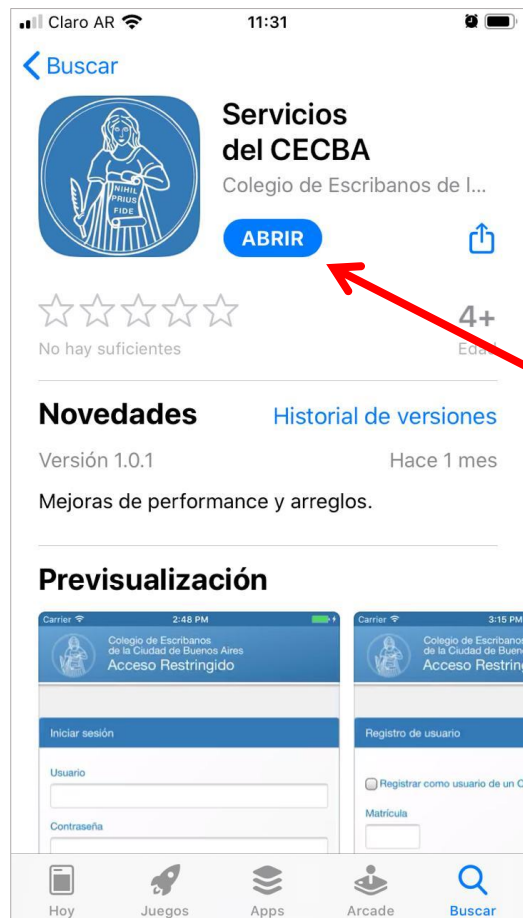 Claro AR 11:31
Buscar
NIHIL
PRIUS
FIDE
Servicios
del CECBA
Colegio de Escribanos de l...
ABRIR
No hay suficientes
4+
Edad
Novedades Historial de versiones
Versión 1.0.1 Hace 1 mes
Mejoras de performance y arreglos.
Previsualización
Carrier 2:48 PM
Colegio de Escribanos
de la Ciudad de Buenos Aires
Acceso Restringido
Iniciar sesión
Usuario
Contraseña
Carrier 3:15 PM
Colegio de Escribanos
de la Ciudad de Buen
Acceso Restring
Registro de usuario
Registrar como usuario de un
Matrícula
Hoy Juegos Apps Arcade Buscar